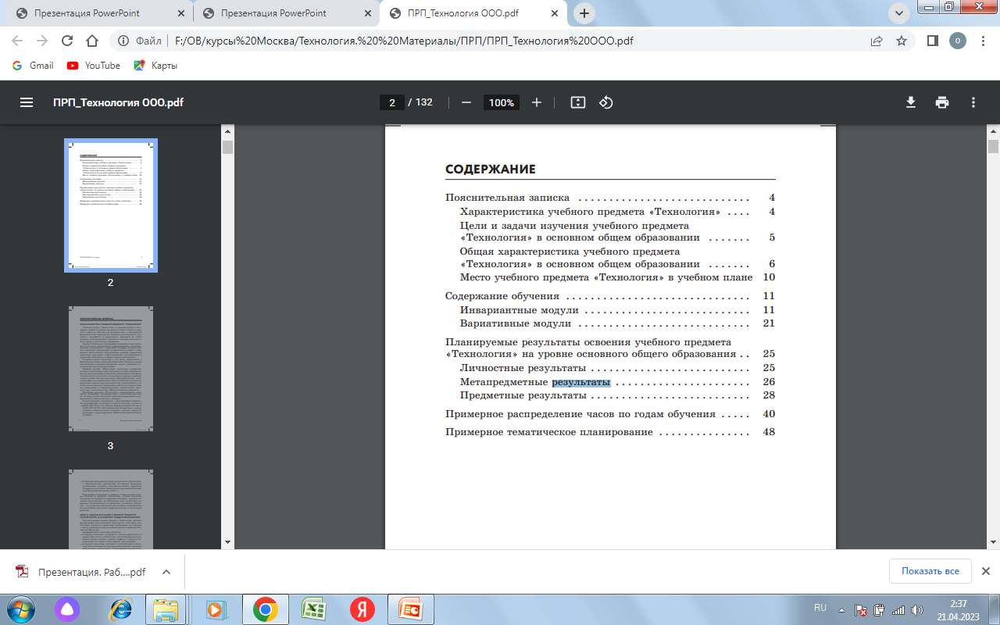 Презентация PowerPoint
Презентация PowerPoint
ПРП_Технология ООО.pdf
Файл
F:/ОВ/курсы%20Москва/Технология.%20%20Материалы/ПРП/ПРП_Технология%20ООО.pdf
о
Gmail
YouTube
Карты
ПРП_Технология ООО.pdf
2 / 132
100%
СОДЕРЖАНИЕ
2
3
СОДЕРЖАНИЕ
Пояснительная записка ............................ 4
Характеристика учебного предмета «Технология» .... 4
Цели и задачи изучения учебного предмета
«Технология» в основном общем образовании ....... 5
Общая характеристика учебного предмета
«Технология» в основном общем образовании ....... 6
Место учебного предмета «Технология» в учебном плане 10
Содержание обучения .............................. 11
Инвариантные модули ........................... 11
Вариативные модули ............................ 21
Планируемые результаты освоения учебного предмета
«Технология» на уровне основного общего образования .. 25
Личностные результаты .......................... 25
Метапредметные результаты ...................... 26
Предметные результаты .......................... 28
Примерное распределение часов по годам обучения ..... 40
Примерное тематическое планирование ............... 48
Презентация. Раб....pdf
Показать все
RU
2:37
21.04.2023